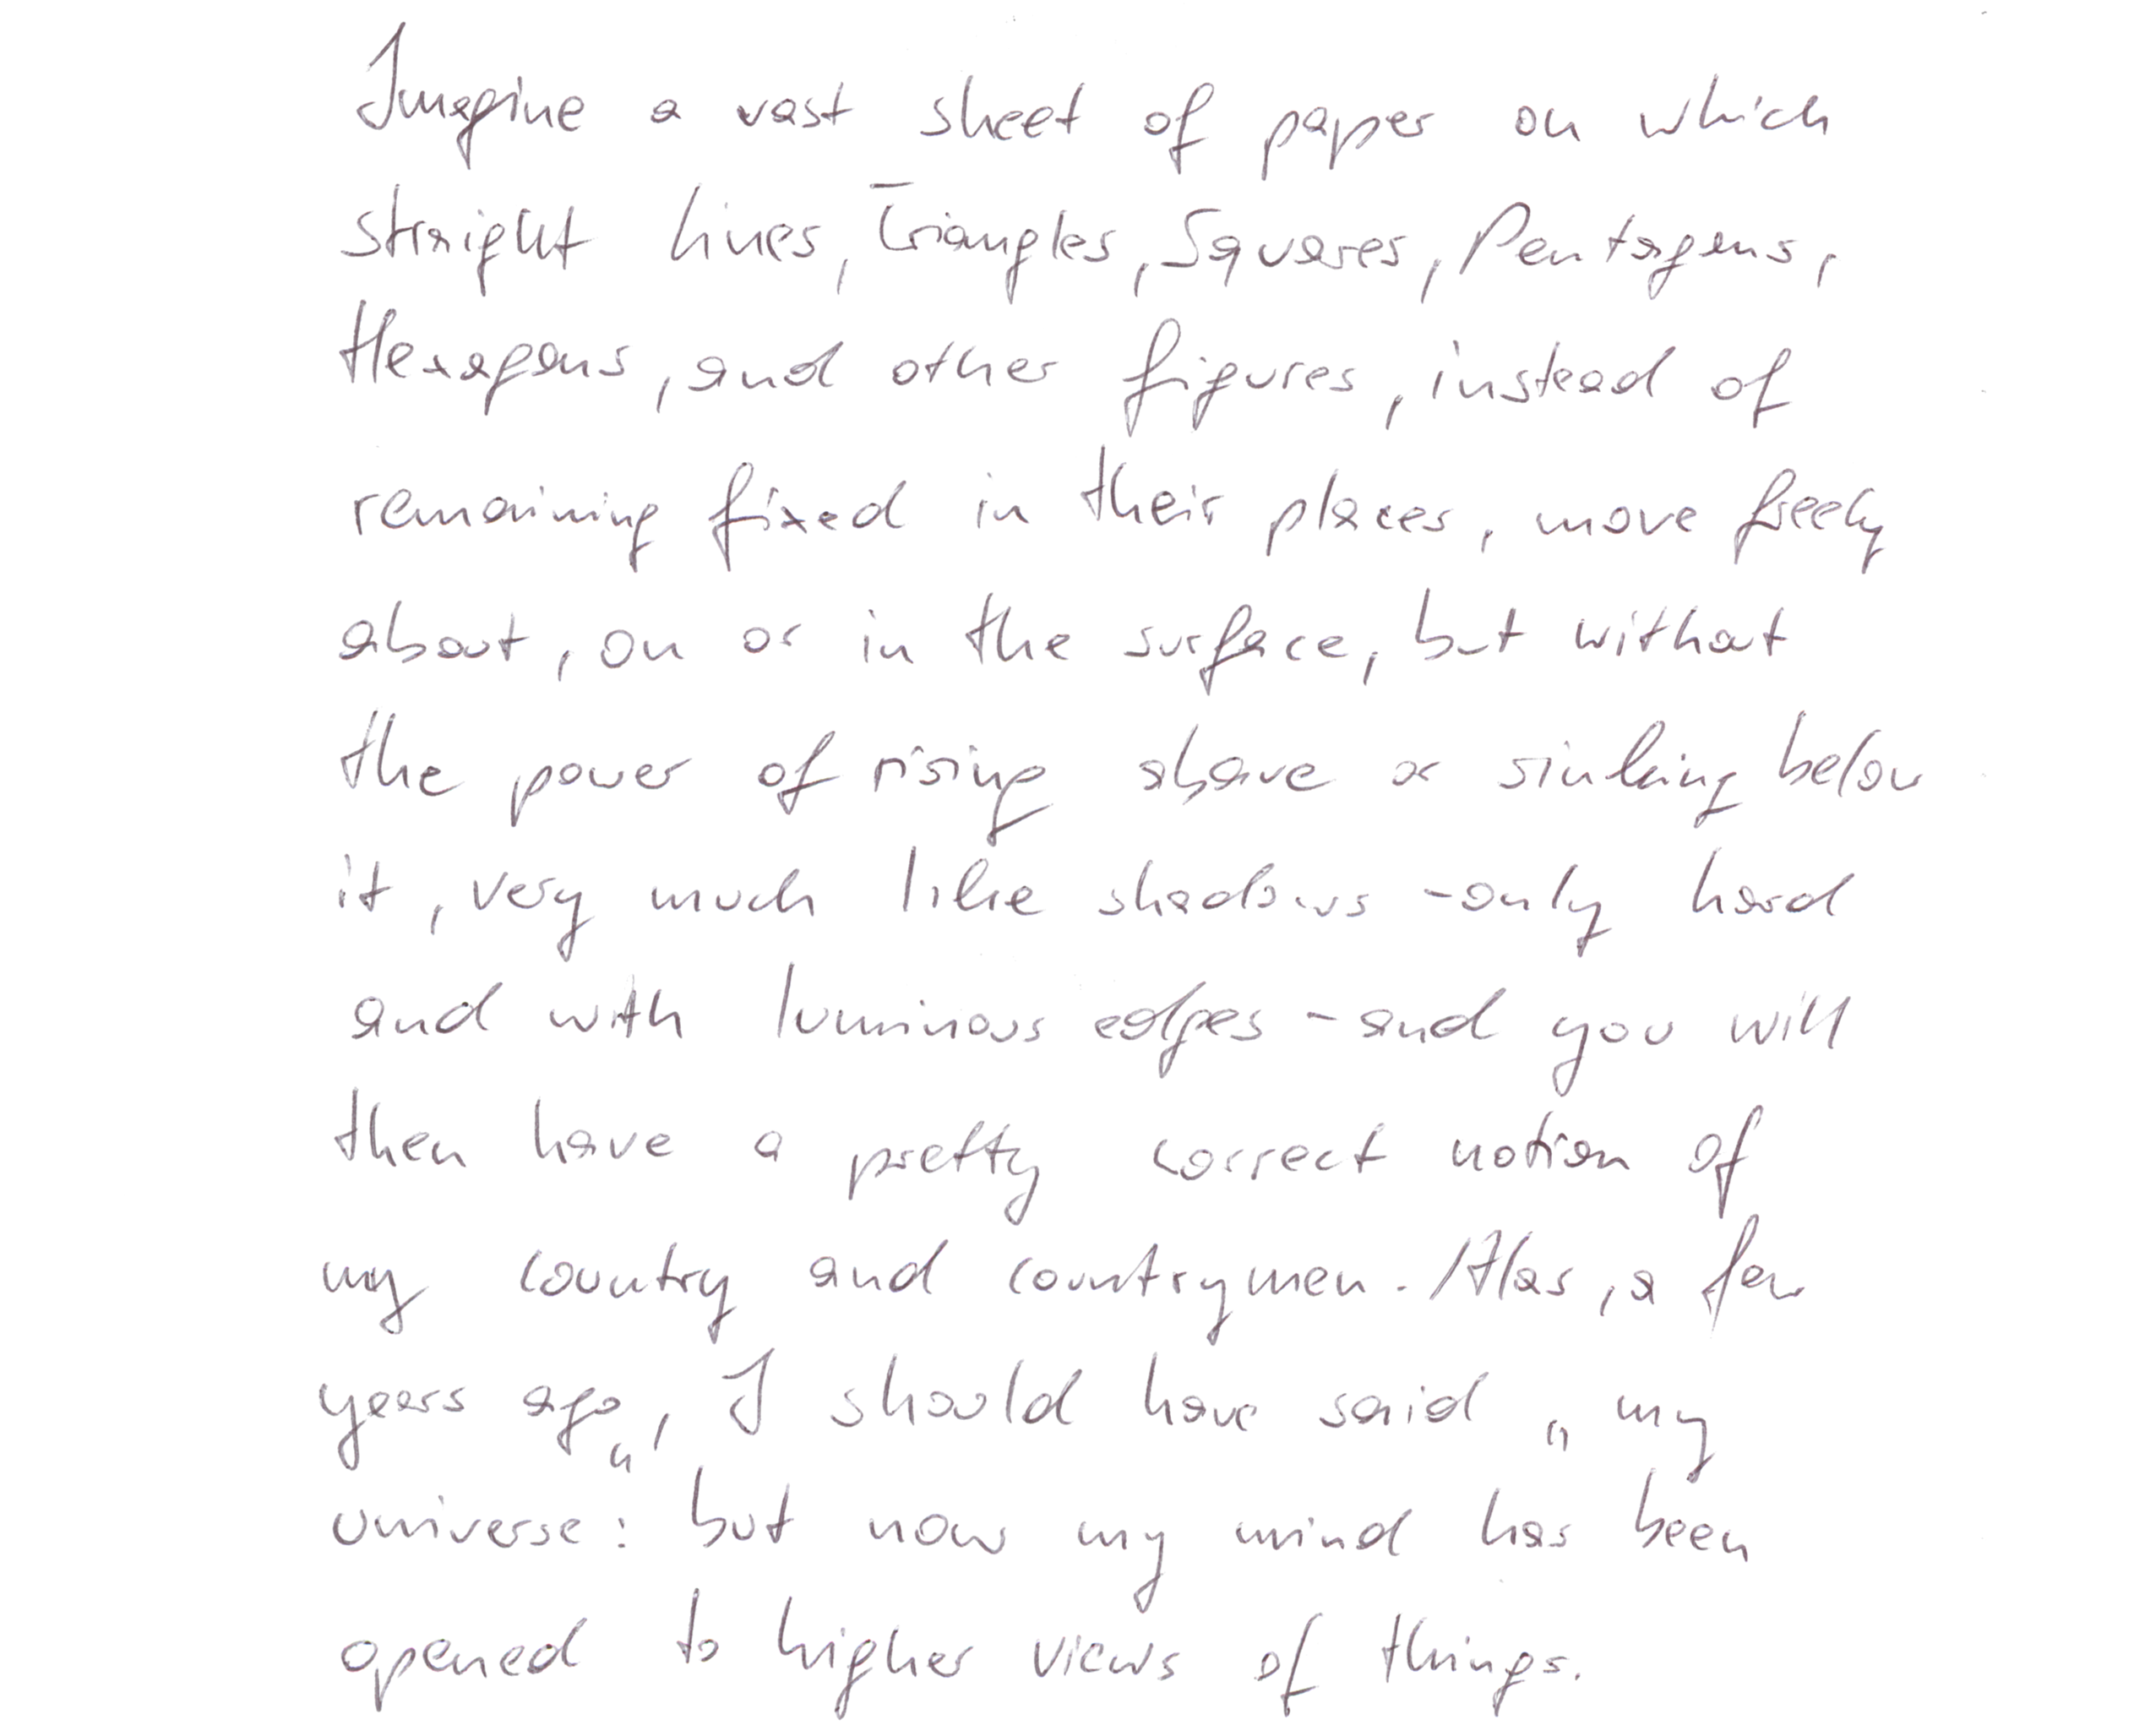 Imagine a vast sheet of paper on which
straight lines, Triangles, Squares, Pentagons,
Hexagons, and other figures, instead of
remaining fixed in their places, move freely
about, on or in the surface, but without
the power of rising above or sinking below
it, very much like shadows - only hard
and with luminous edges - and you will
then have a pretty correct notion of
my country and countrymen. Alas, a few
years ago, I should have said „my
universe“: but now my mind has been
opened to higher views of things.